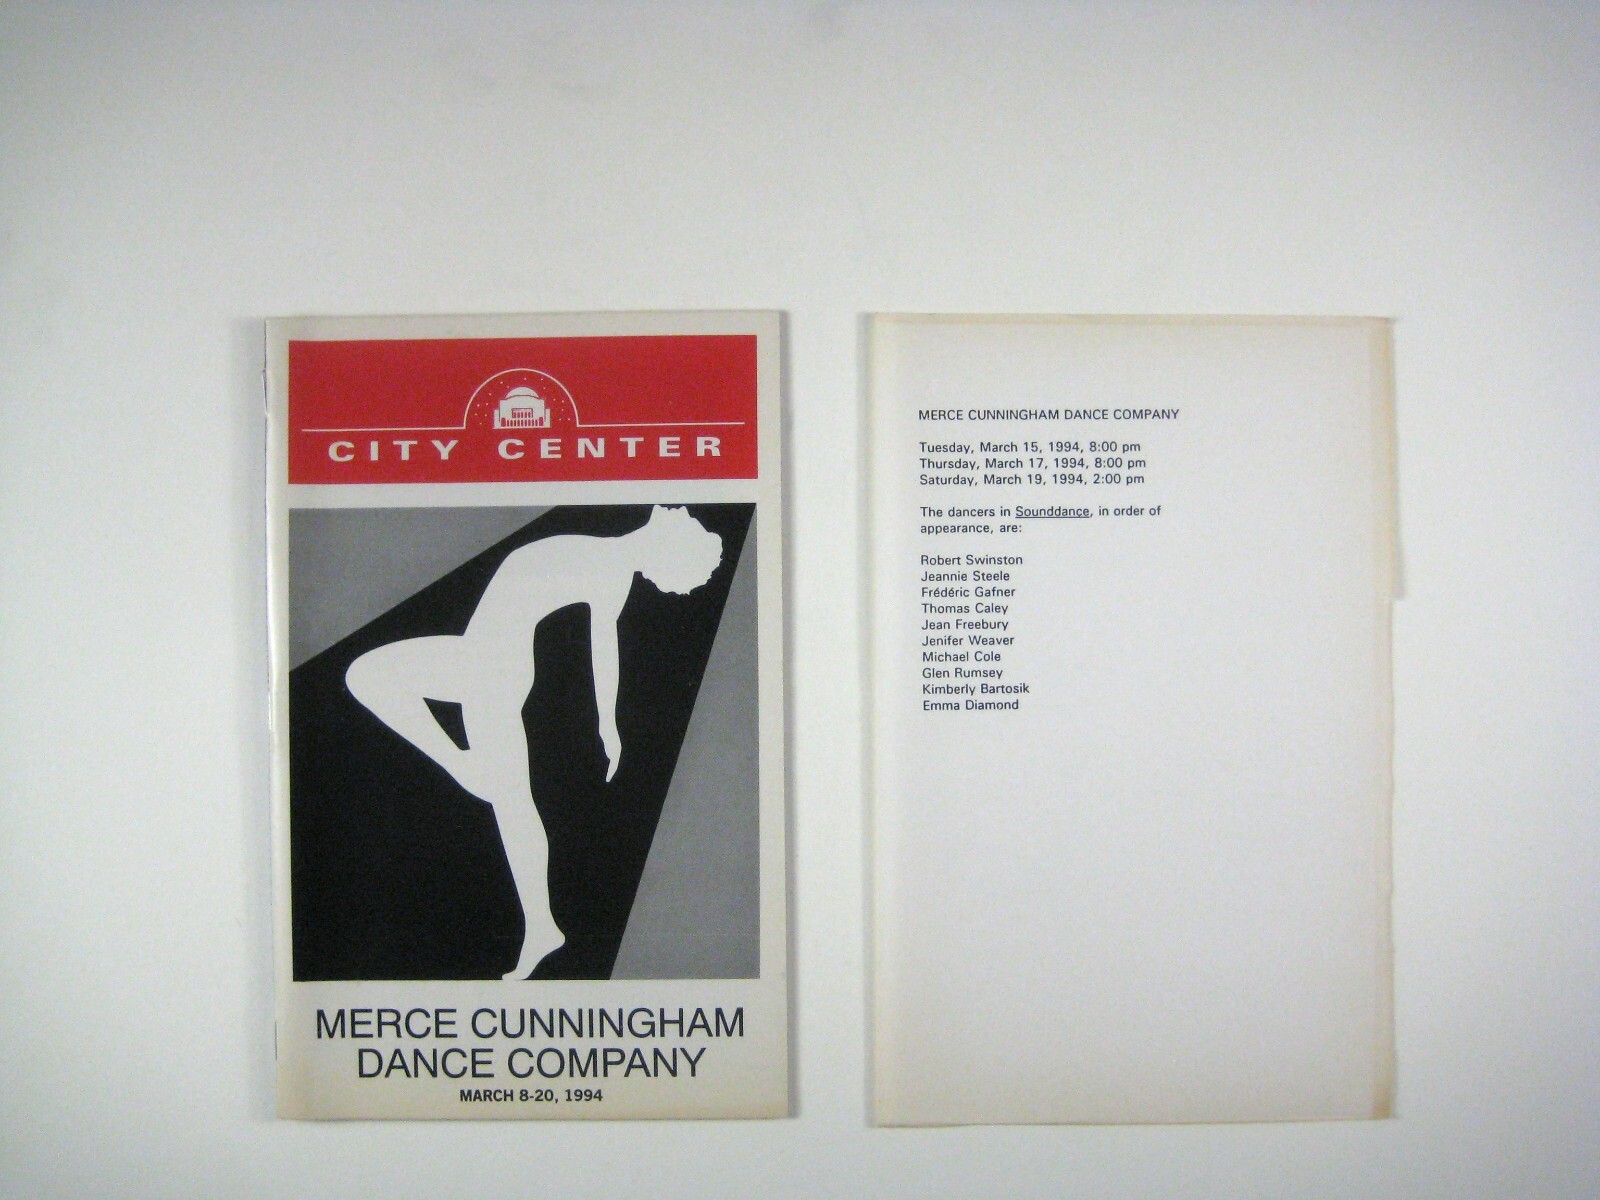 CITY CENTER
MERCE CUNNINGHAM
DANCE COMPANY
MARCH 8-20, 1994
MERCE CUNNINGHAM DANCE COMPANY
Tuesday, March 15, 1994, 8:00 pm
Thursday, March 17, 1994, 8:00 pm
Saturday, March 19, 1994, 2:00 pm
The dancers in Sounddance, in order of
appearance, are:
Robert Swinston
Jeannie Steele
Frédéric Gafner
Thomas Caley
Jean Freebury
Jenifer Weaver
Michael Cole
Glen Rumsey
Kimberly Bartosik
Emma Diamond